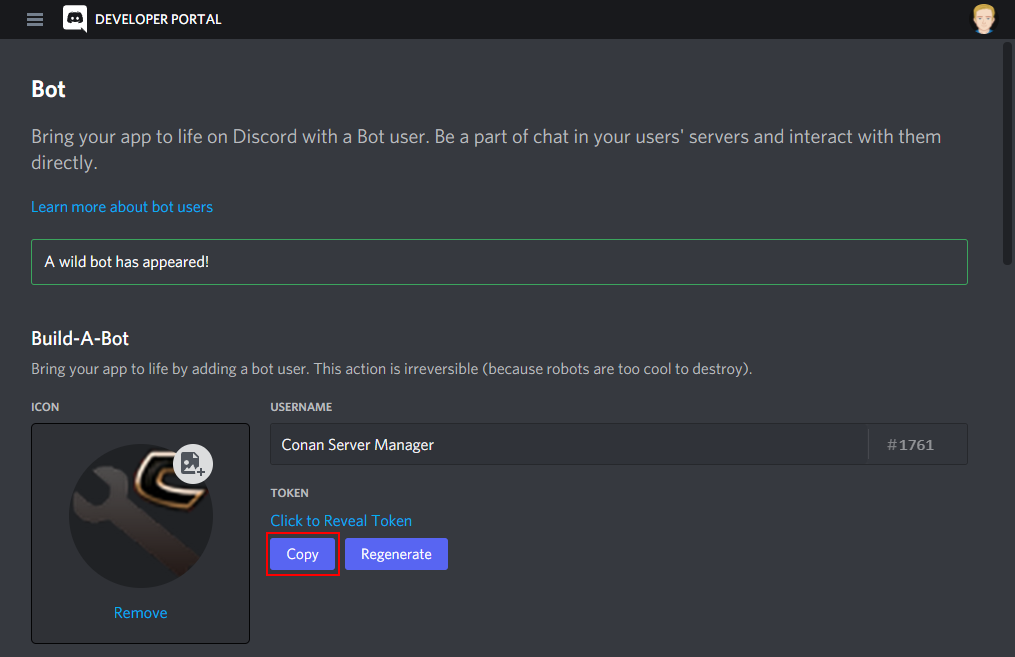 DEVELOPER PORTAL
Bot
Bring your app to life on Discord with a Bot user. Be a part of chat in your users' servers and interact with them
directly.
Learn more about bot users
A wild bot has appeared!
Build-A-Bot
Bring your app to life by adding a bot user. This action is irreversible (because robots are too cool to destroy).
ICON
USERNAME
Conan Server Manager
#1761
TOKEN
Click to Reveal Token
Copy
Regenerate
Remove